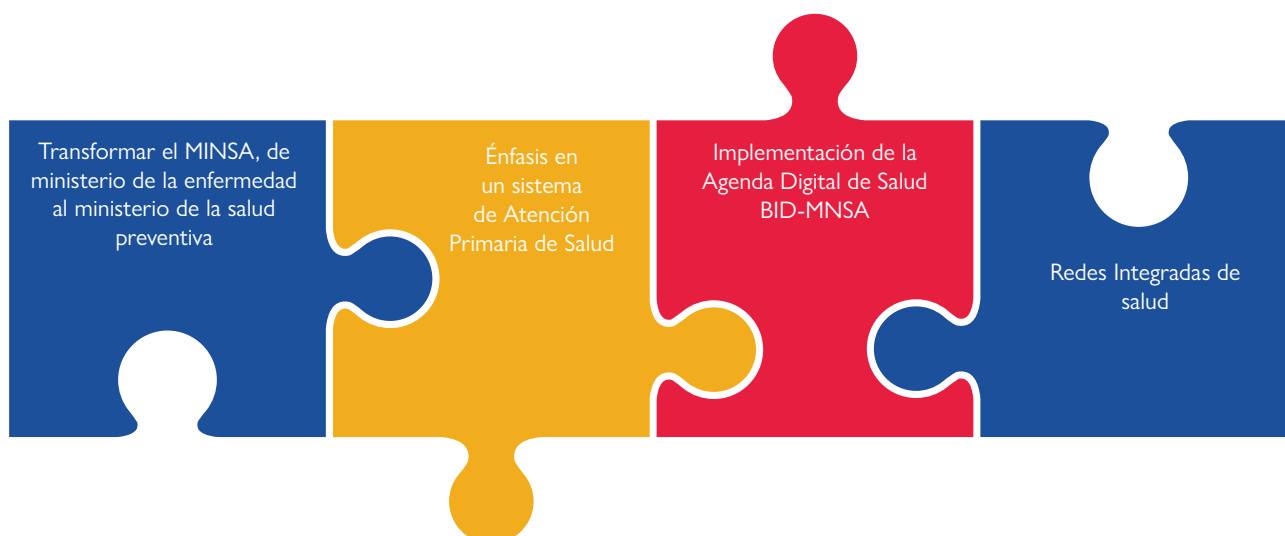 Transformar el MINSA, de
ministerio de la enfermedad
al ministerio de la salud
preventiva
Énfasis en
un sistema
de Atención
Primaria de Salud
Implementación de la
Agenda Digital de Salud
BID-MNSA
Redes Integradas de
salud